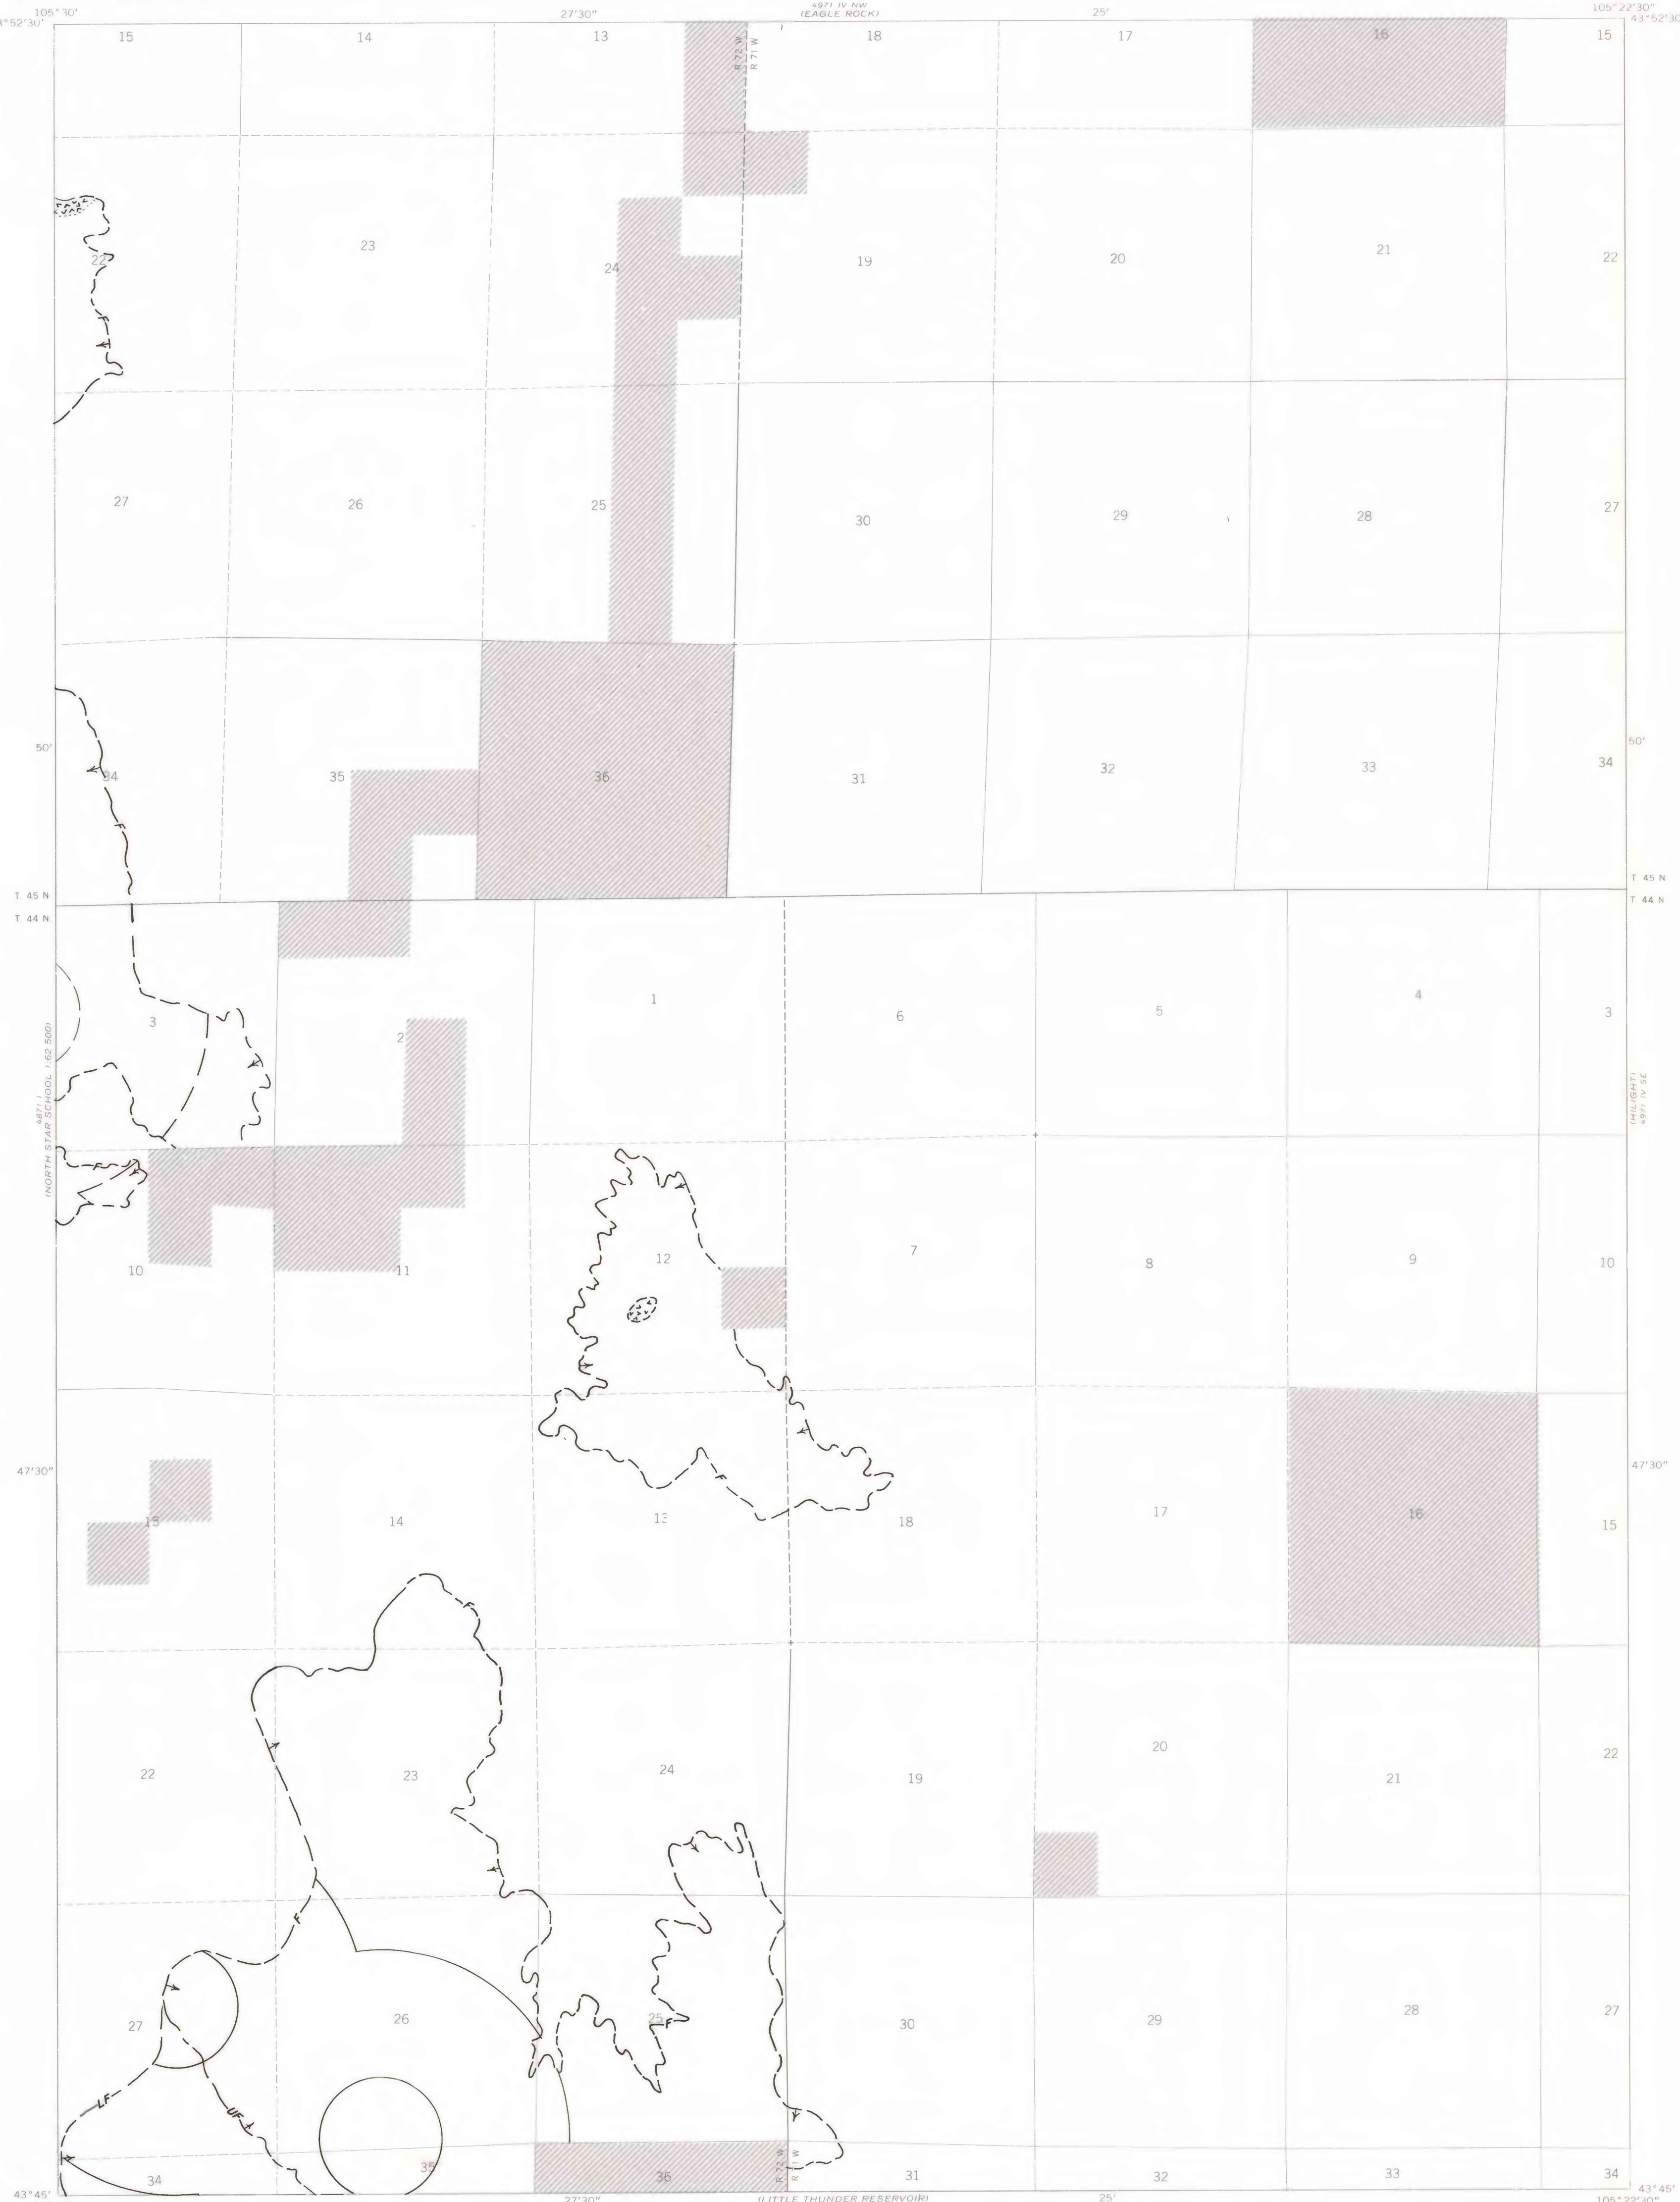 4971 IV NW
105°30' 27'30" (EAGLE ROCK) 25' 105°22'30"
43°52'30"
15 14 13 18 17 16 15
R 72 W
R 71 W
22 23 24 19 20 21 22
27 26 25 30 29 28 27
50' 50'
34 35 36 31 32 33 34
T 45 N T 45 N
T 44 N T 44 N
3 2 1 6 5 4 3
4871 I
(NORTH STAR SCHOOL 1:62 500)
(HILIGHT)
4971 IV SE
F
10 11 12 7 8 9 10
47'30" 47'30"
F
15 14 13 18 17 16 15
F
22 23 24 19 20 21 22
F
27 26 25 30 29 28 27
F
LF UF
34 35 36 31 32 33 34
R 72 W
R 71 W
43°45' 43°45'
27'30" (LITTLE THUNDER RESERVOIR) 25' 105°22'30"